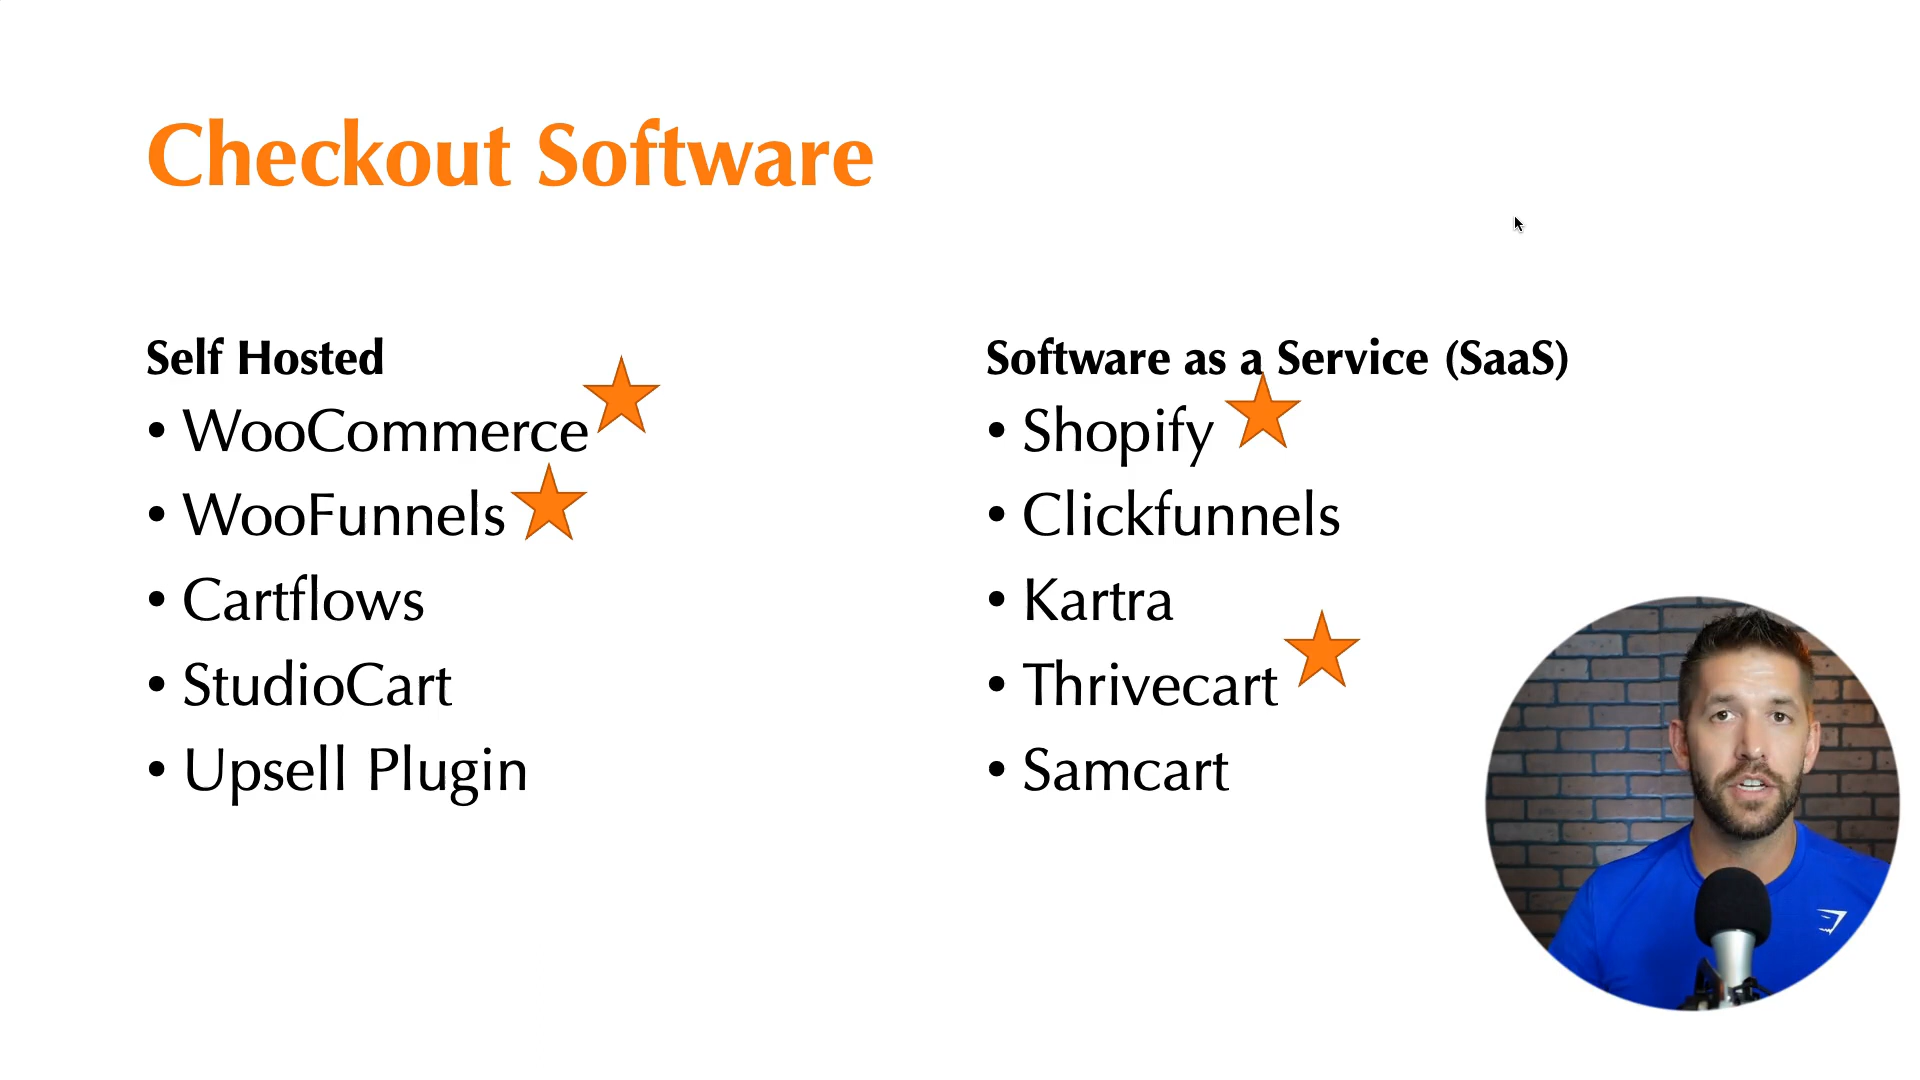 Checkout Software
Self Hosted
• WooCommerce
• WooFunnels
• Cartflows
• StudioCart
• Upsell Plugin
Software as a Service (SaaS)
• Shopify
• Clickfunnels
• Kartra
• Thrivecart
• Samcart